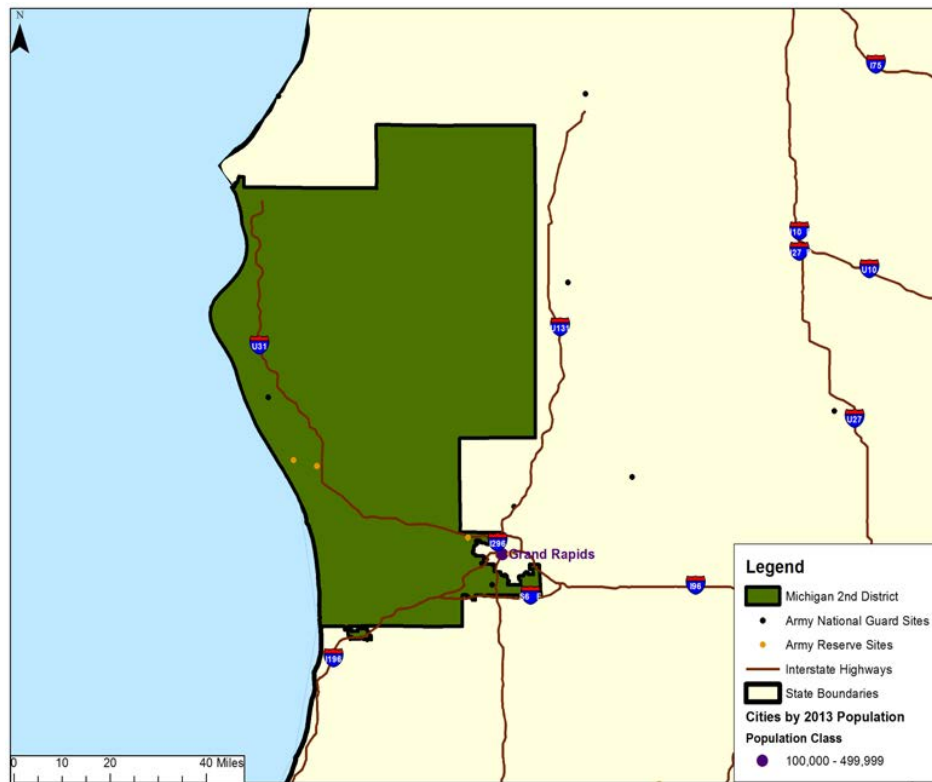 N
I75
I10
I27
U10
U131
U31
U27
I296
Grand Rapids
I96
I196
Legend
Michigan 2nd District
Army National Guard Sites
Army Reserve Sites
Interstate Highways
State Boundaries
Cities by 2013 Population
Population Class
100,000 - 499,999
0 10 20 40 Miles